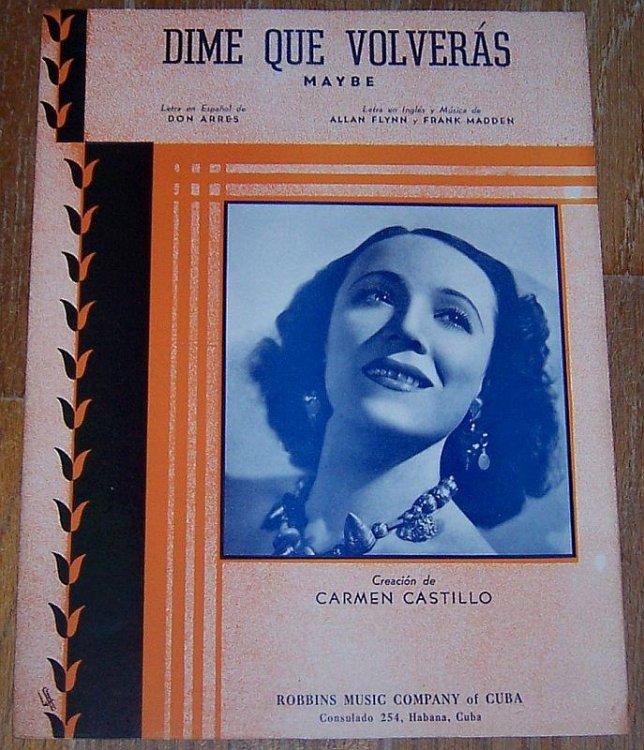 DIME QUE VOLVERÁS
MAYBE
Letra en Español de
DON ARRES
Letra en Inglés y Música de
ALLAN FLYNN y FRANK MADDEN
Creación de
CARMEN CASTILLO
ROBBINS MUSIC COMPANY of CUBA
Consulado 254, Habana, Cuba